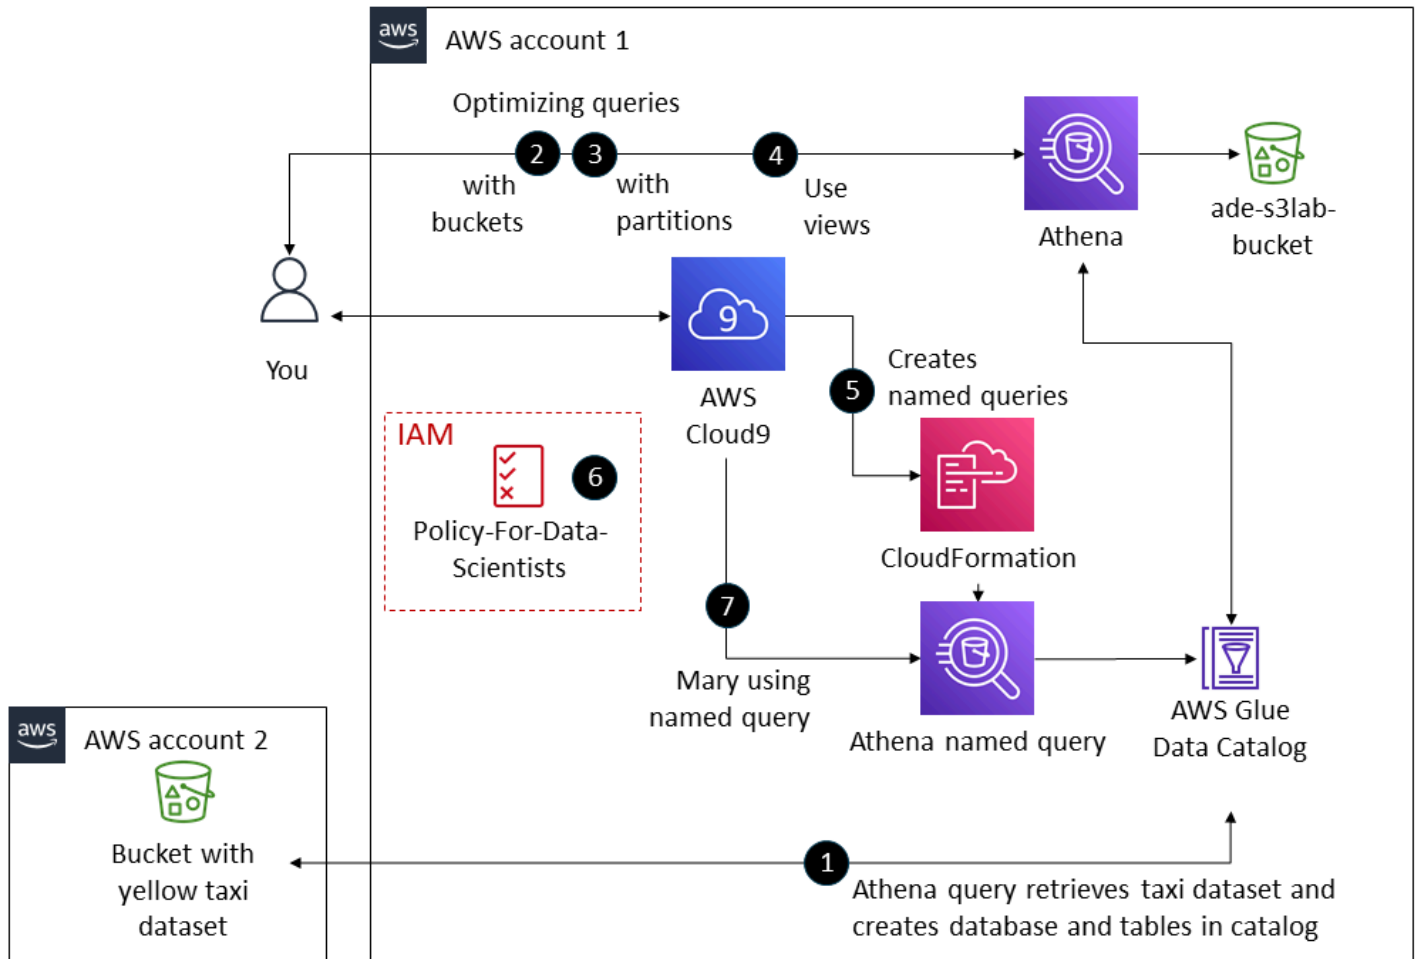 aws
AWS account 1
Optimizing queries
2
3
4
with
buckets
with
partitions
Use
views
Athena
ade-s3lab-
bucket
You
9
AWS
Cloud9
5
Creates
named queries
IAM
6
Policy-For-Data-
Scientists
CloudFormation
7
Mary using
named query
Athena named query
AWS Glue
Data Catalog
aws
AWS account 2
Bucket with
yellow taxi
dataset
1
Athena query retrieves taxi dataset and
creates database and tables in catalog